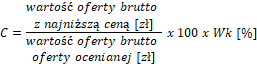 wartość oferty brutto
z najniższą ceną [zł]
C = x 100 x Wk [%]
wartość oferty brutto
oferty ocenianej [zł]